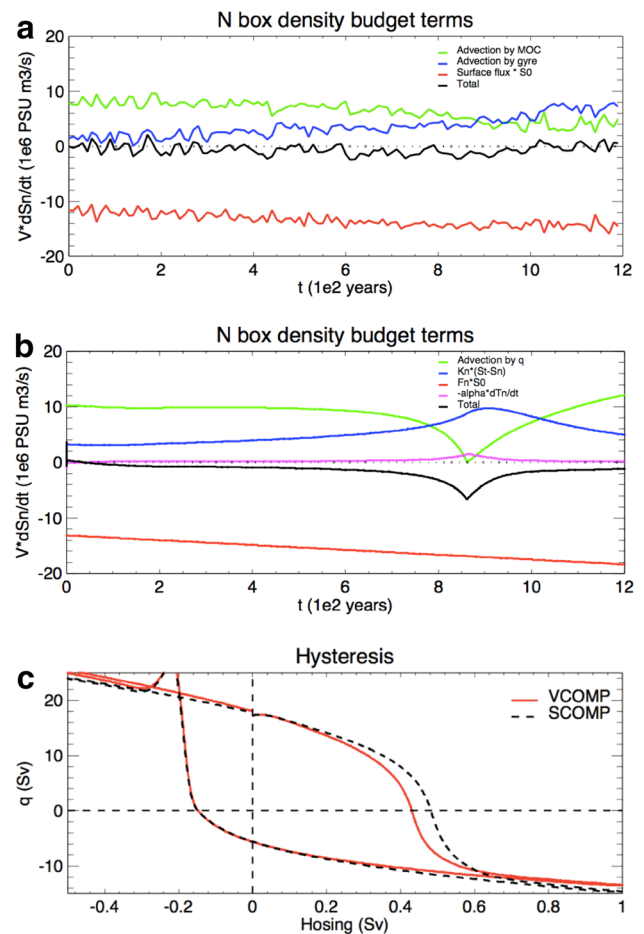 a
N box density budget terms
V*dSn/dt (1e6 PSU m3/s)
20
10
0
-10
-20
Advection by MOC
Advection by gyre
Surface flux * S0
Total
0 2 4 6 8 10 12
t (1e2 years)
b
N box density budget terms
V*dSn/dt (1e6 PSU m3/s)
20
10
0
-10
-20
Advection by q
Kn*(St-Sn)
Fn*S0
-alpha*dTn/dt
Total
0 2 4 6 8 10 12
t (1e2 years)
c
Hysteresis
q (Sv)
20
10
0
-10
VCOMP
SCOMP
-0.4 -0.2 0 0.2 0.4 0.6 0.8 1
Hosing (Sv)